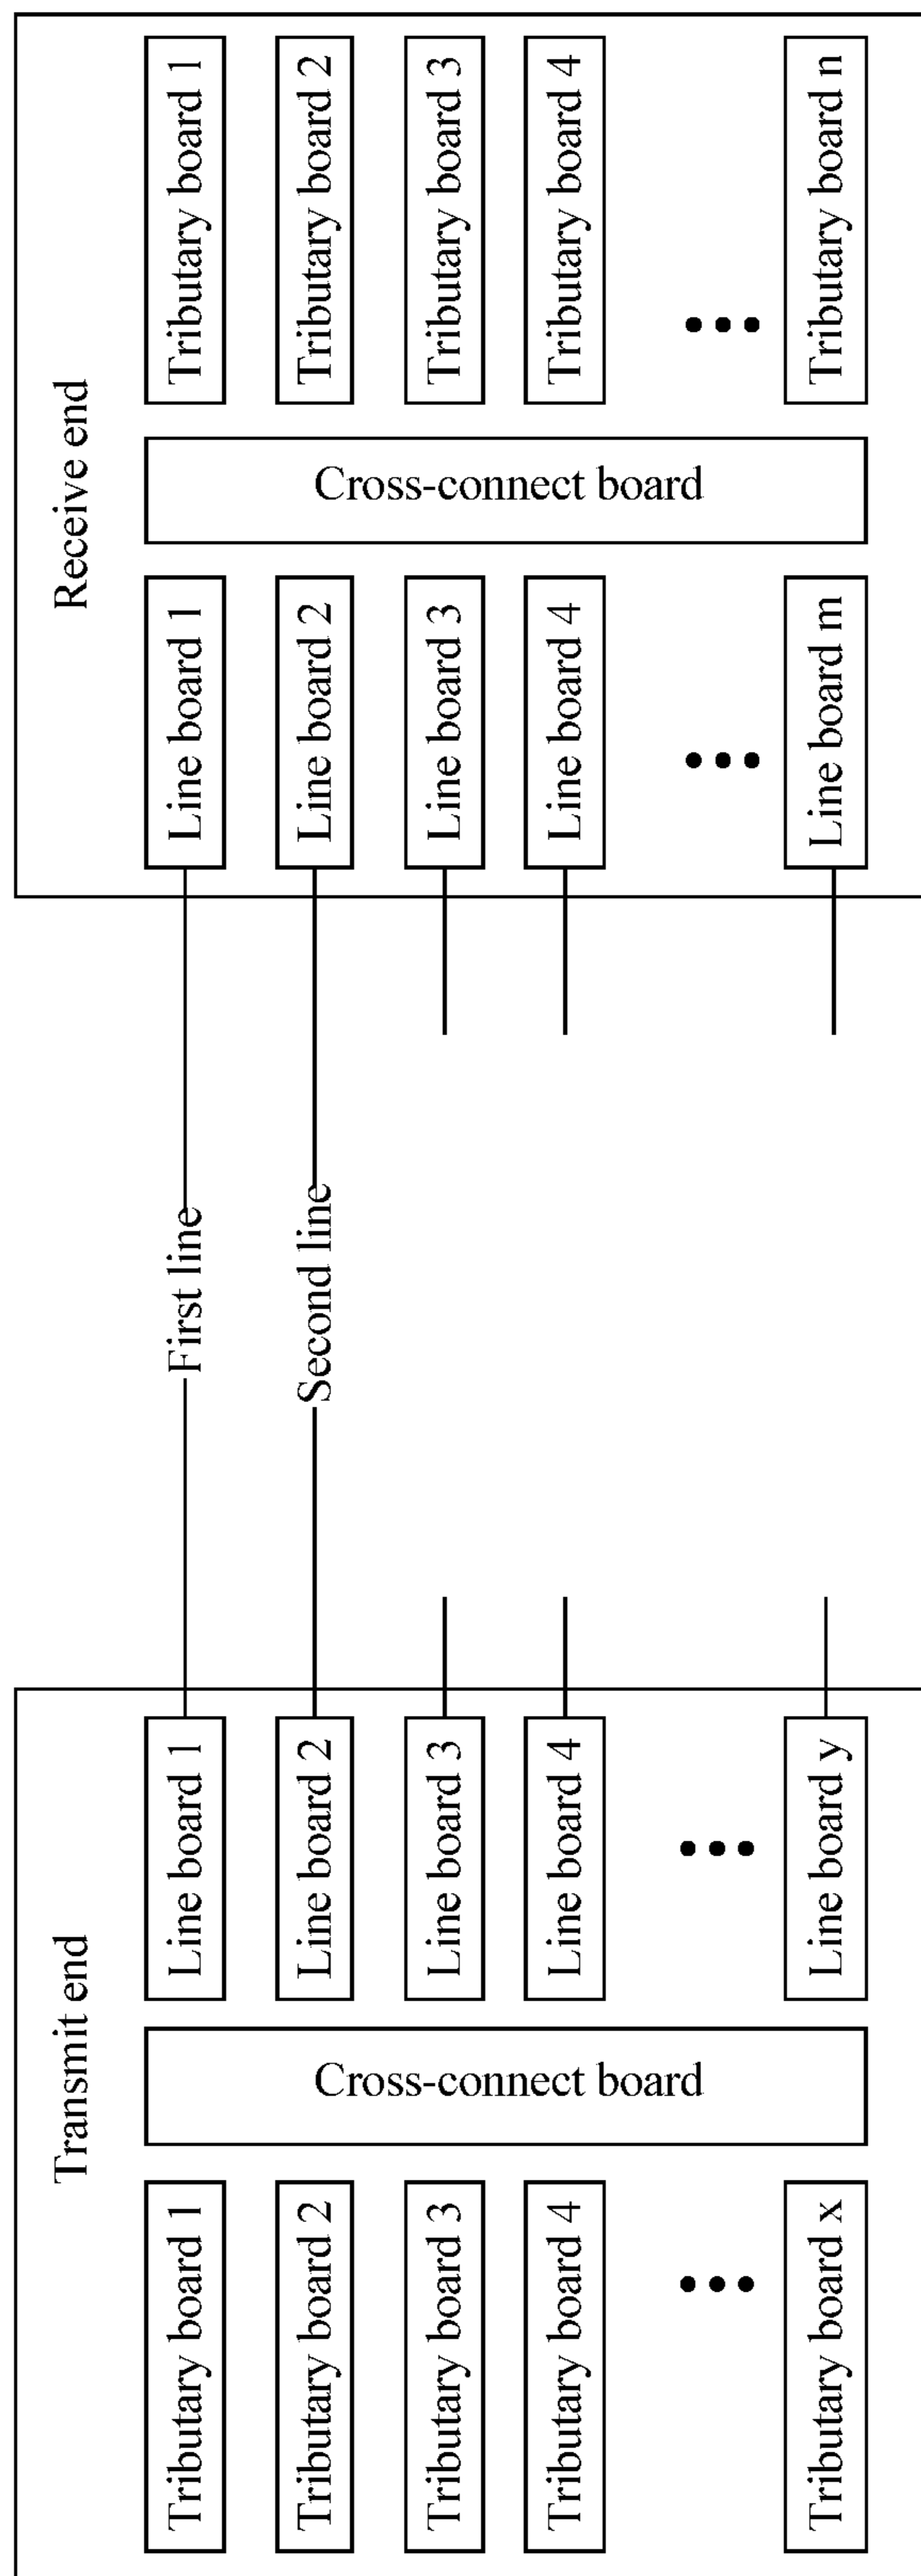 Transmit end
Tributary board 1
Tributary board 2
Tributary board 3
Tributary board 4
Tributary board x
Cross-connect board
Line board 1
Line board 2
Line board 3
Line board 4
Line board y
First line
Second line
Receive end
Line board 1
Line board 2
Line board 3
Line board 4
Line board m
Cross-connect board
Tributary board 1
Tributary board 2
Tributary board 3
Tributary board 4
Tributary board n